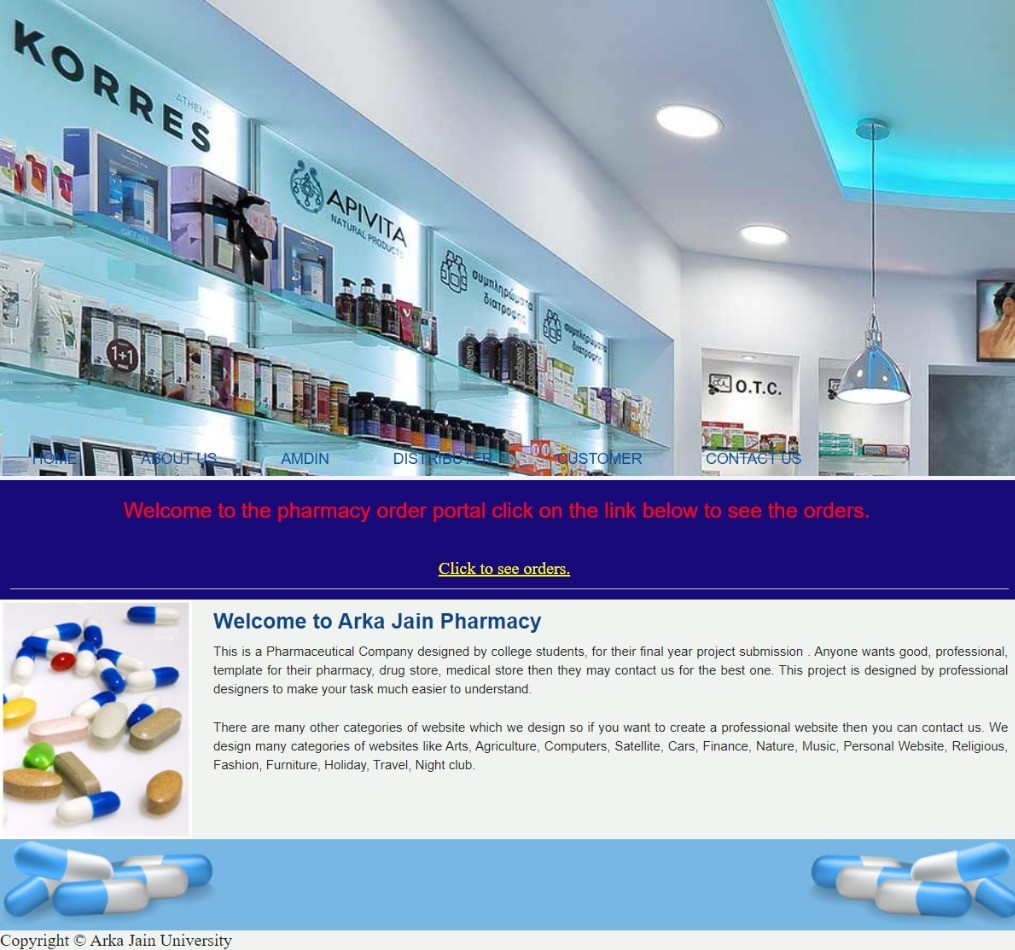 KORRES
ATHENS
APIVITA
NATURAL PRODUCTS
συμπληρώματα
διατροφής
συμπληρώματα
διατροφής
1+1
O.T.C.
HOME ABOUT US AMDIN DISTRIBUTER CUSTOMER CONTACT US
Welcome to the pharmacy order portal click on the link below to see the orders.
Click to see orders.
Welcome to Arka Jain Pharmacy
This is a Pharmaceutical Company designed by college students, for their final year project submission . Anyone wants good, professional,
template for their pharmacy, drug store, medical store then they may contact us for the best one. This project is designed by professional
designers to make your task much easier to understand.
There are many other categories of website which we design so if you want to create a professional website then you can contact us. We
design many categories of websites like Arts, Agriculture, Computers, Satellite, Cars, Finance, Nature, Music, Personal Website, Religious,
Fashion, Furniture, Holiday, Travel, Night club.
Copyright © Arka Jain University